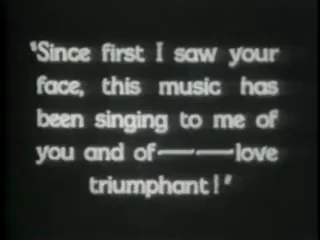 "Since first I saw your
face, this music has
been singing to me of
you and of — — love
triumphant!"